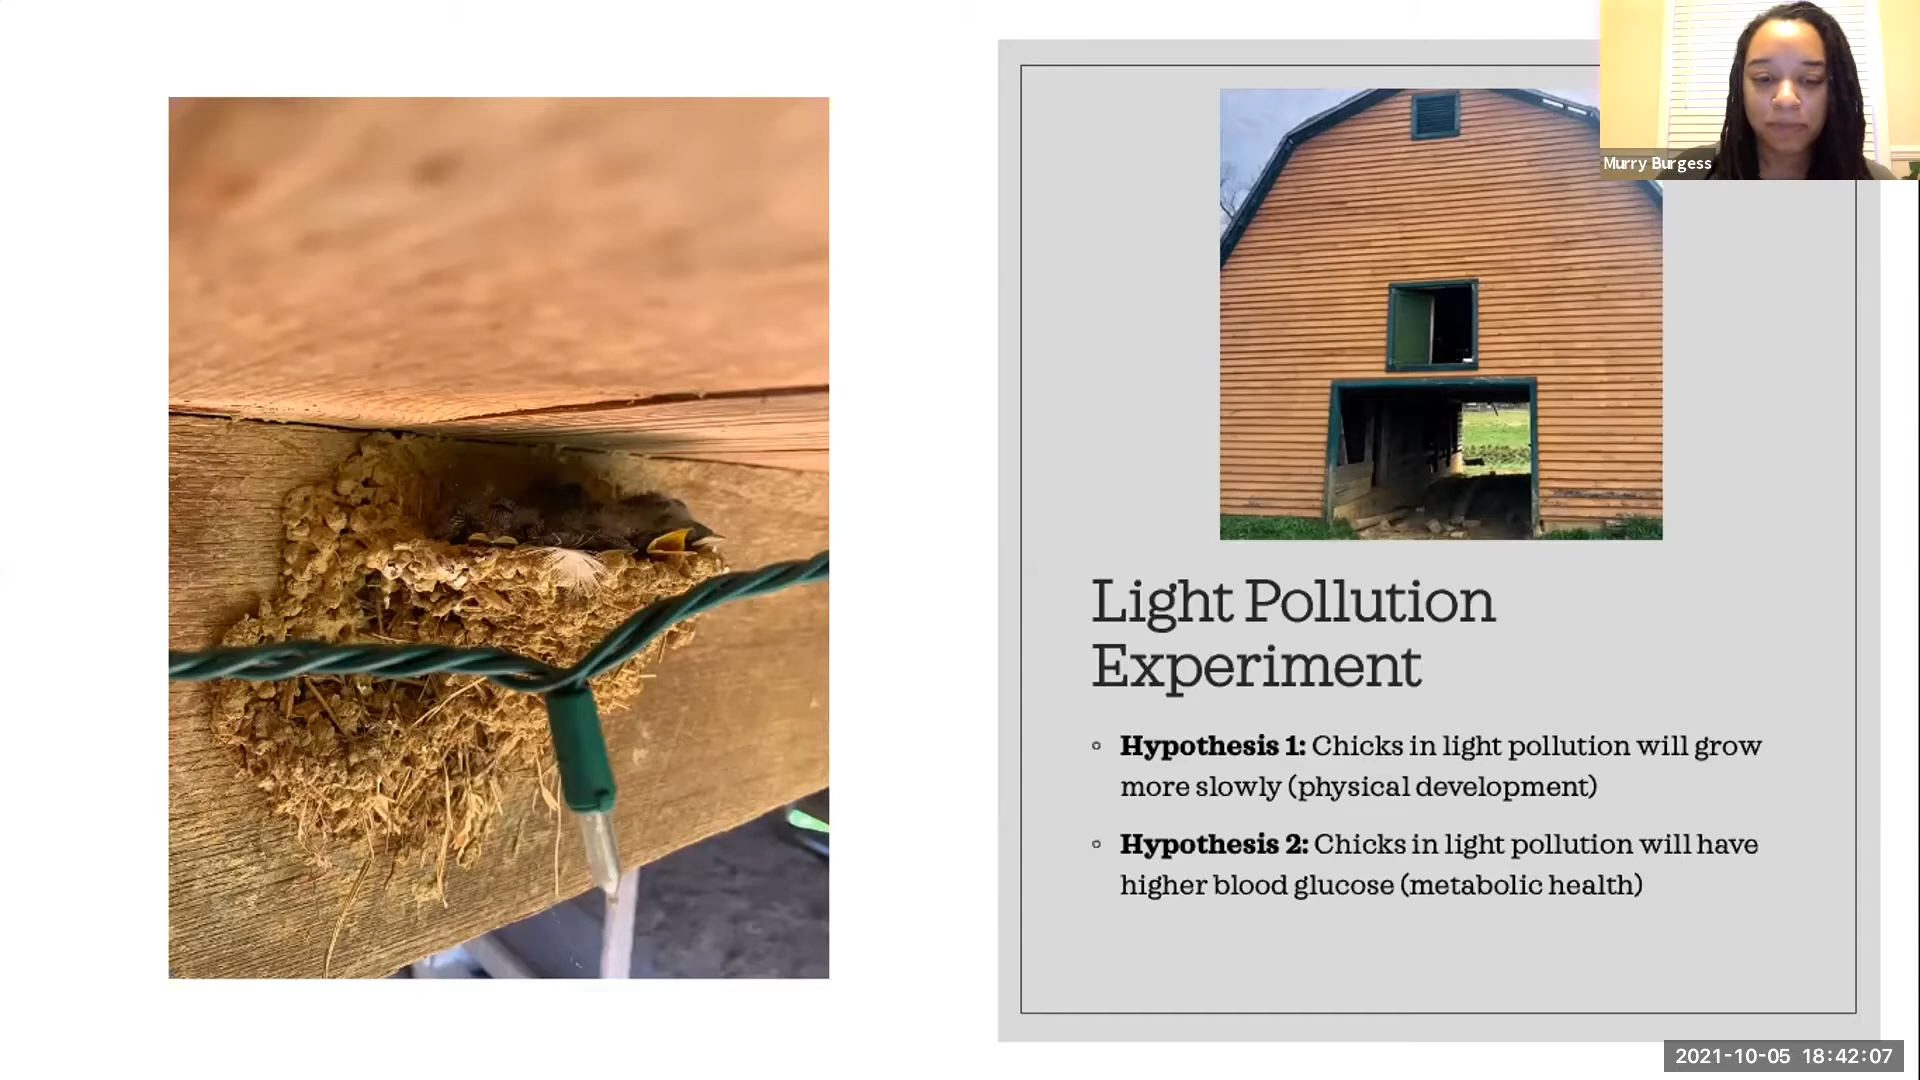 Murry Burgess
Light Pollution
Experiment
Hypothesis 1: Chicks in light pollution will grow
more slowly (physical development)
Hypothesis 2: Chicks in light pollution will have
higher blood glucose (metabolic health)
2021-10-05 18:42:07